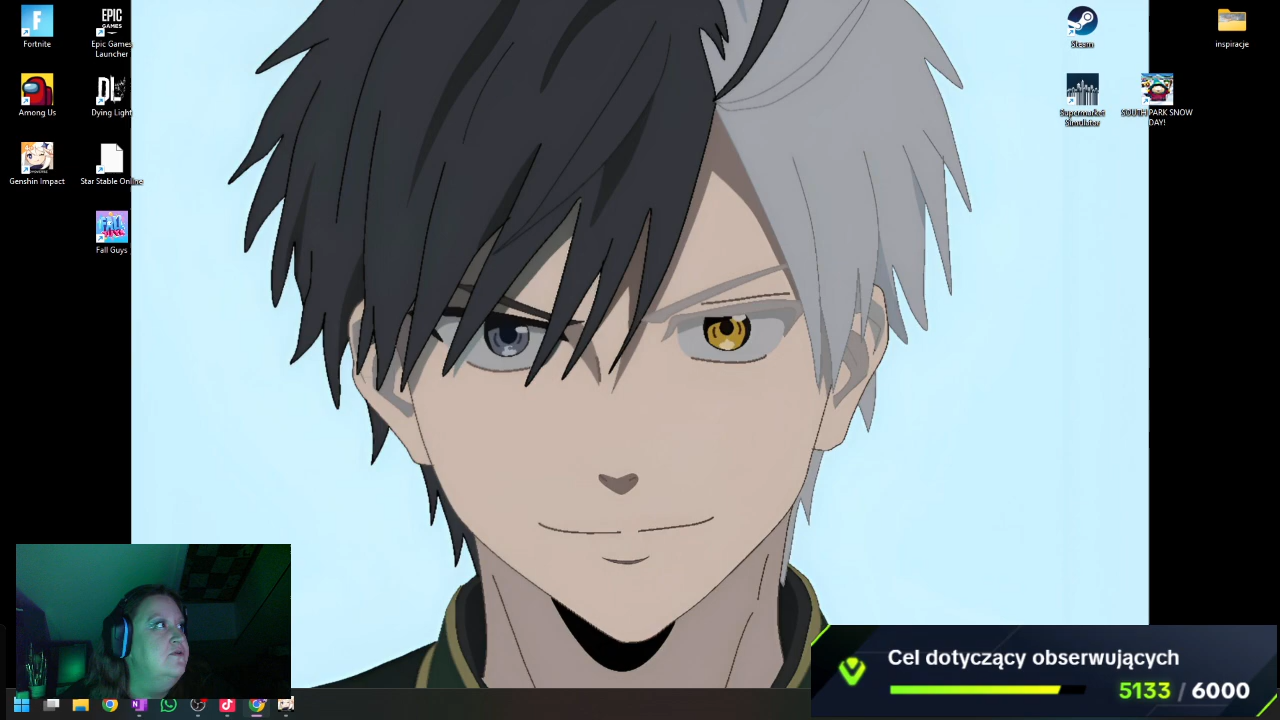 Fortnite
Epic Games
Launcher
EPIC
GAMES
Among Us
DL
Dying Light
Genshin Impact
Star Stable Online
Fall Guys
Steam
Supermarket
Simulator
SOUTH PARK SNOW
DAY!
inspiracje
Cel dotyczący obserwujących
5133 / 6000